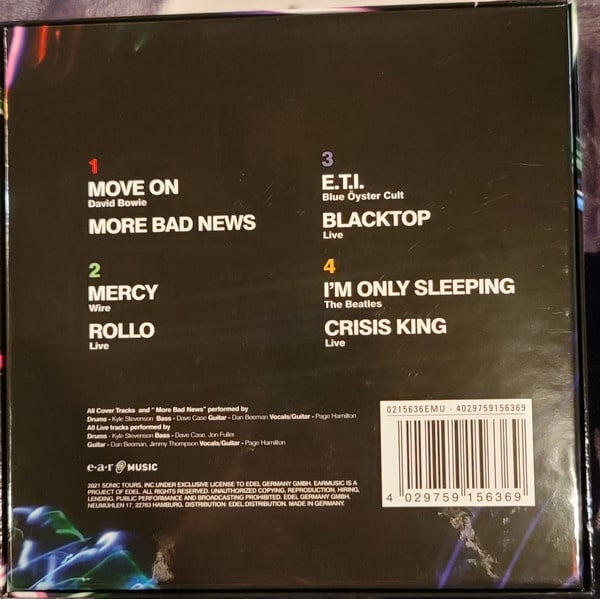 1
MOVE ON
David Bowie
MORE BAD NEWS
2
MERCY
Wire
ROLLO
Live
3
E.T.I.
Blue Öyster Cult
BLACKTOP
Live
4
I'M ONLY SLEEPING
The Beatles
CRISIS KING
Live
All Cover Tracks and " More Bad News" performed by
Drums - Kyle Stevenson Bass - Dave Case Guitar - Dan Beeman Vocals/Guitar - Page Hamilton
All Live tracks performed by
Drums - Kyle Stevenson Bass - Dave Case, Jon Fuller
Guitar - Dan Beeman, Jimmy Thompson Vocals/Guitar - Page Hamilton
e·a·r MUSIC
2021 SONIC TOURS, INC.UNDER EXCLUSIVE LICENSE TO EDEL GERMANY GMBH. EARMUSIC IS A
PROJECT OF EDEL. ALL RIGHTS RESERVED. UNAUTHORIZED COPYING, REPRODUCTION, HIRING,
LENDING, PUBLIC PERFORMANCE AND BROADCASTING PROHIBITED. EDEL GERMANY GMBH,
NEUMÜHLEN 17, 22763 HAMBURG. DISTRIBUTION: EDEL DISTRIBUTION. MADE IN GERMANY.
0215636EMU - 4029759156369
4 029759 156369